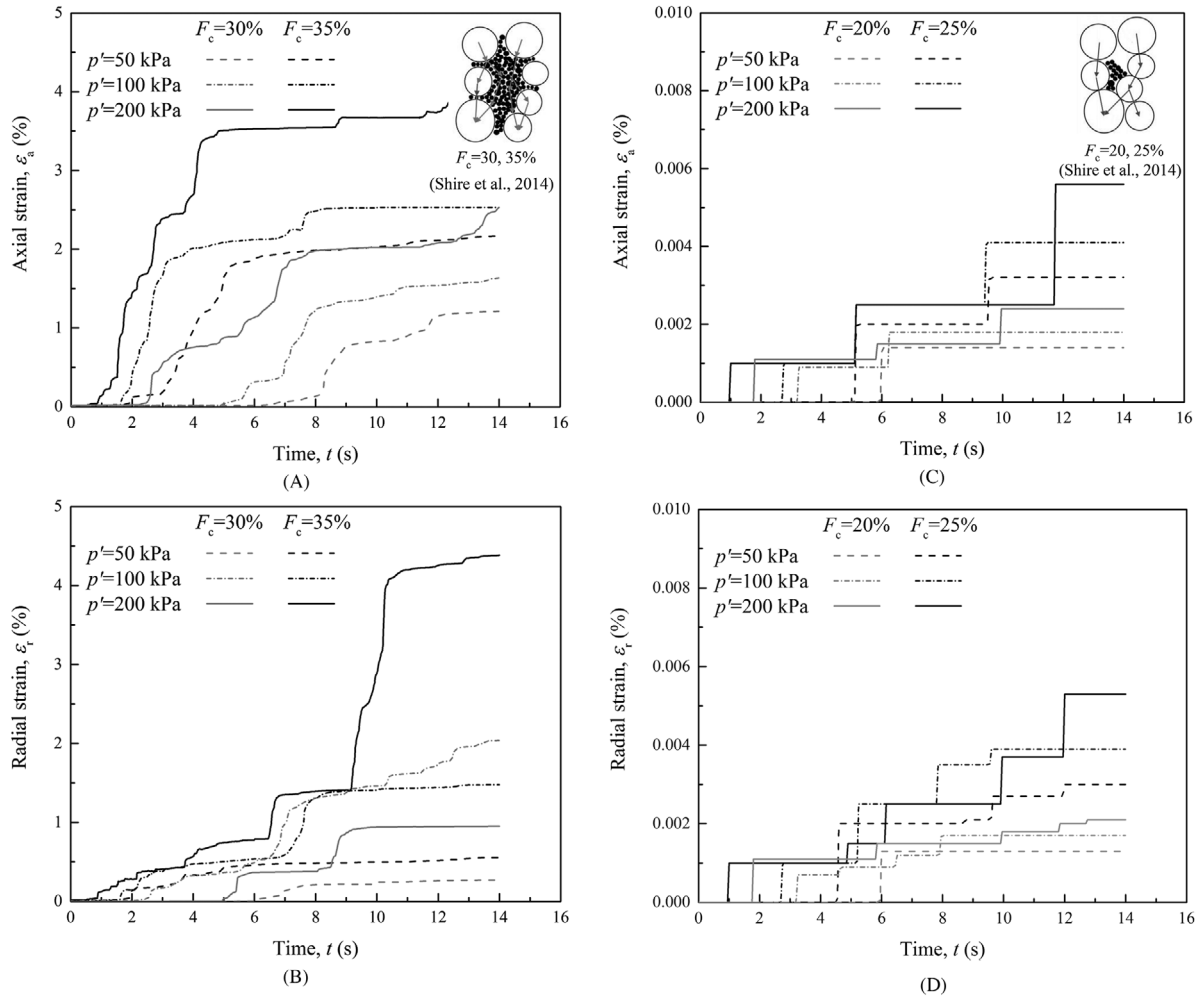 5
4
3
2
1
0
Axial strain, εa (%)
Fc=30% Fc=35%
p'=50 kPa
p'=100 kPa
p'=200 kPa
Fc=30, 35%
(Shire et al., 2014)
0 2 4 6 8 10 12 14 16
Time, t (s)
(A)
0.010
0.008
0.006
0.004
0.002
0.000
Axial strain, εa (%)
Fc=20% Fc=25%
p'=50 kPa
p'=100 kPa
p'=200 kPa
Fc=20, 25%
(Shire et al., 2014)
0 2 4 6 8 10 12 14 16
Time, t (s)
(C)
5
4
3
2
1
0
Radial strain, εr (%)
Fc=30% Fc=35%
p'=50 kPa
p'=100 kPa
p'=200 kPa
0 2 4 6 8 10 12 14 16
Time, t (s)
(B)
0.010
0.008
0.006
0.004
0.002
0.000
Radial strain, εr (%)
Fc=20% Fc=25%
p'=50 kPa
p'=100 kPa
p'=200 kPa
0 2 4 6 8 10 12 14 16
Time, t (s)
(D)